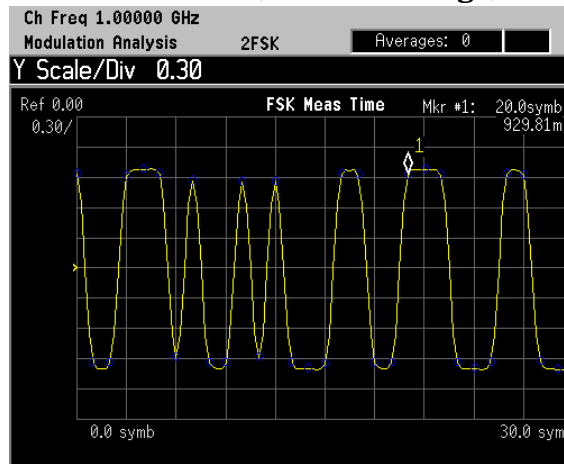 Ch Freq 1.00000 GHz
Modulation Analysis 2FSK Averages: 0
Y Scale/Div 0.30
Ref 0.00 FSK Meas Time Mkr #1: 20.0symb
0.30/ 929.81m
1
0.0 symb 30.0 sym